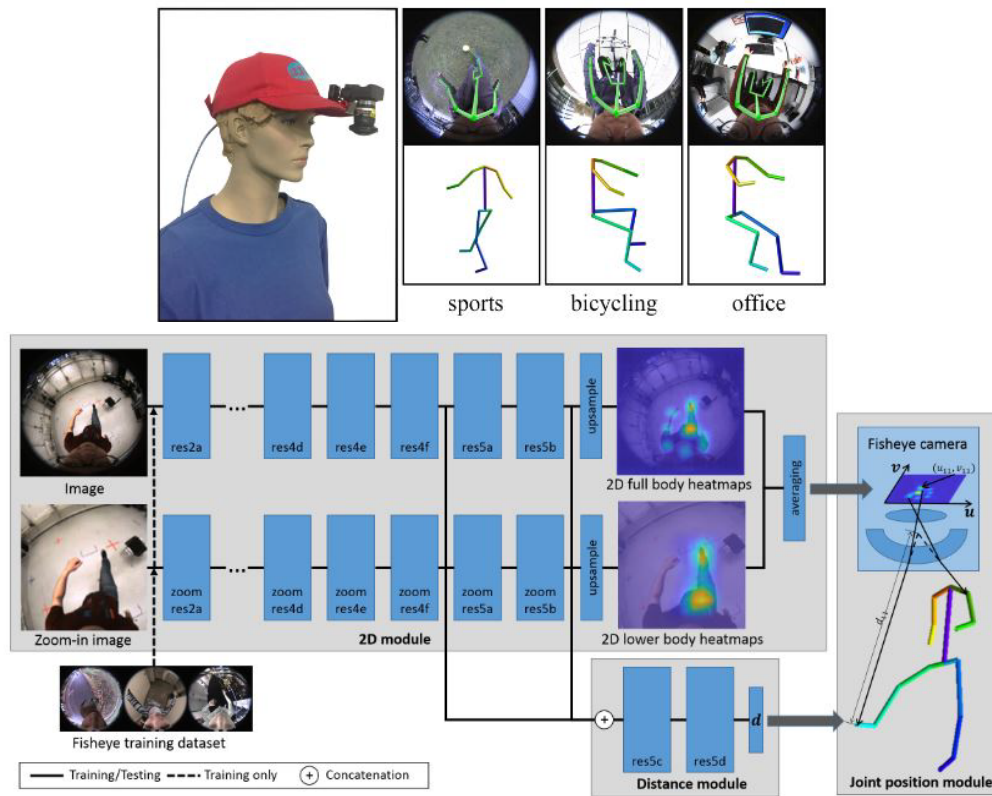 sports
bicycling
office
res2a
...
res4d
res4e
res4f
res5a
res5b
upsample
Image
2D full body heatmaps
averaging
Fisheye camera
v
(u₁₁,v₁₁)
u
zoom
res2a
...
zoom
res4d
zoom
res4e
zoom
res4f
zoom
res5a
zoom
res5b
upsample
Zoom-in image
2D module
2D lower body heatmaps
d₁₁
Fisheye training dataset
+
res5c
res5d
d
Distance module
Joint position module
Training/Testing
Training only
+ Concatenation